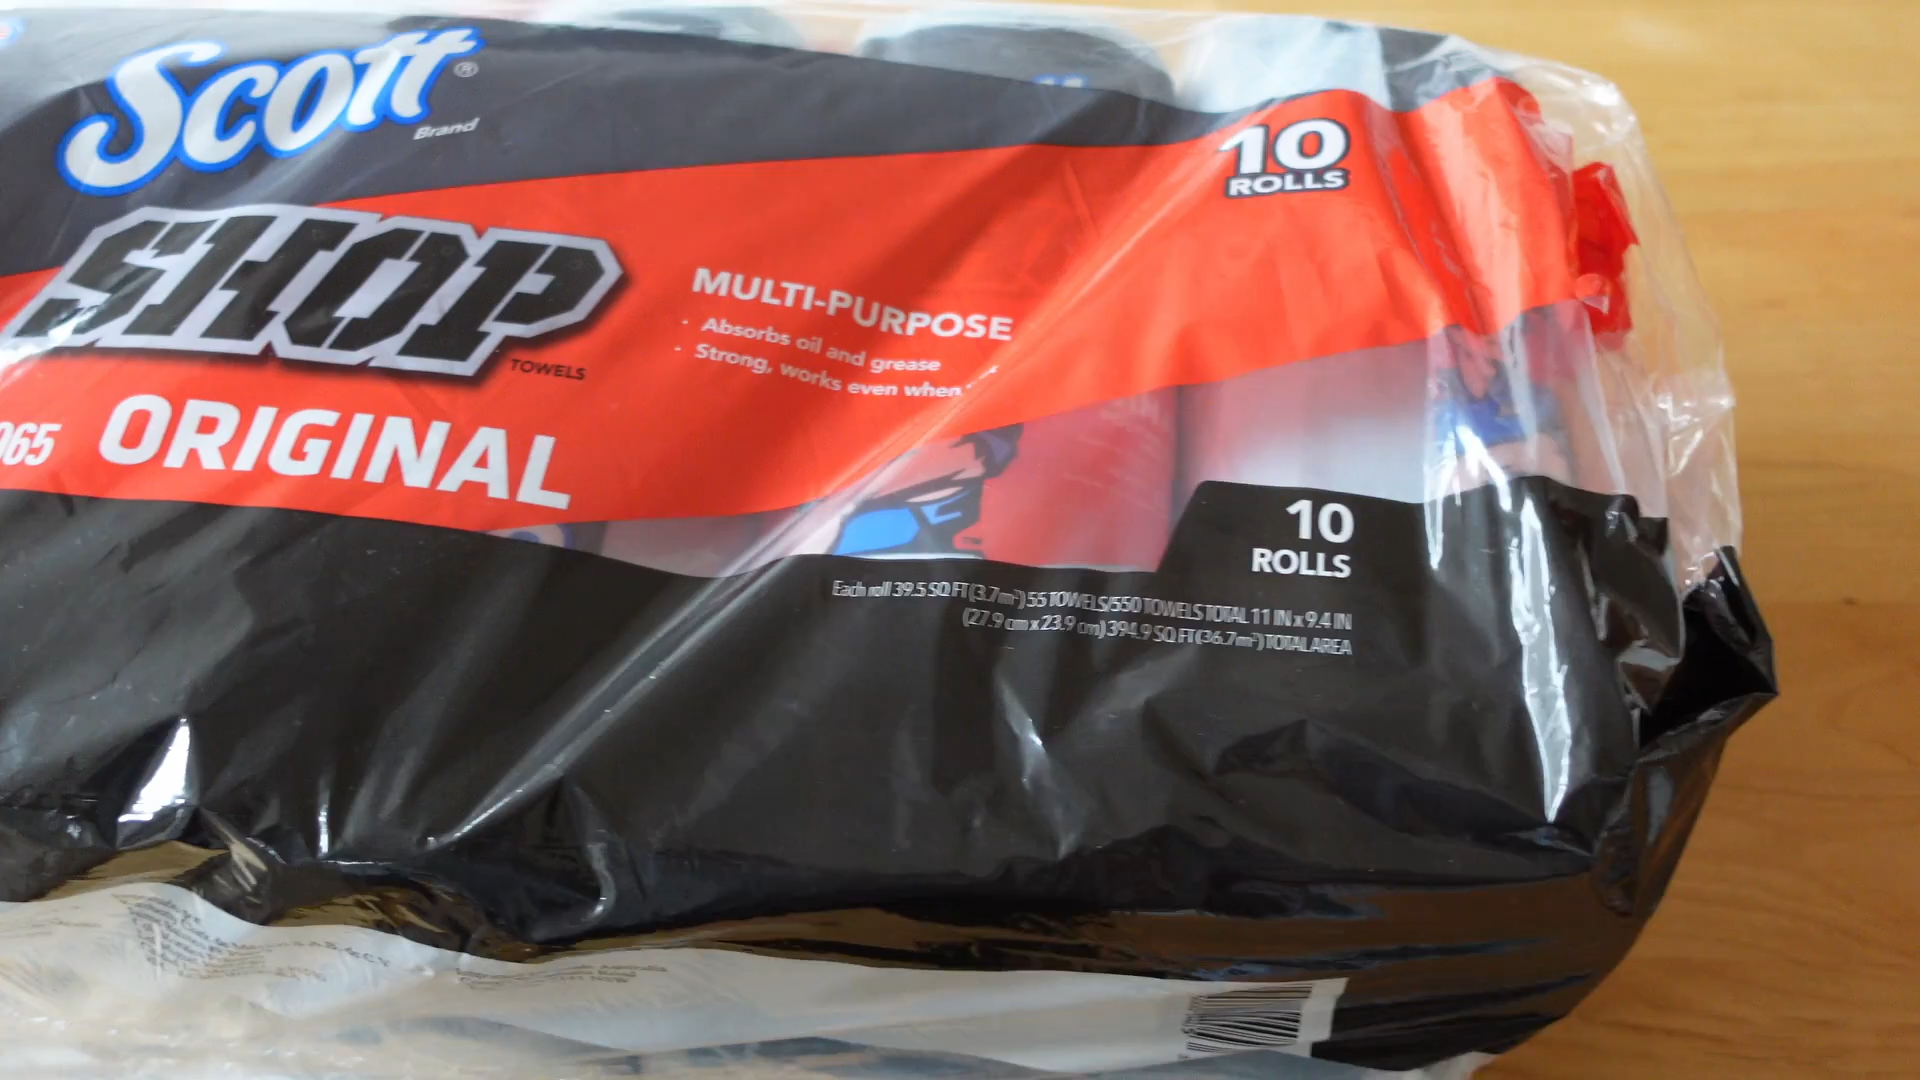 Scott®
Brand
SHOP
TOWELS
065 ORIGINAL
MULTI-PURPOSE
· Absorbs oil and grease
· Strong, works even when
10
ROLLS
10
ROLLS
Each roll 39.5 SQ FT (3.7m²) 55 TOWELS/550 TOWELS TOTAL 11 IN x 9.4 IN
(27.9 cm x 23.9 cm) 394.9 SQ FT (36.7m²) TOTAL AREA